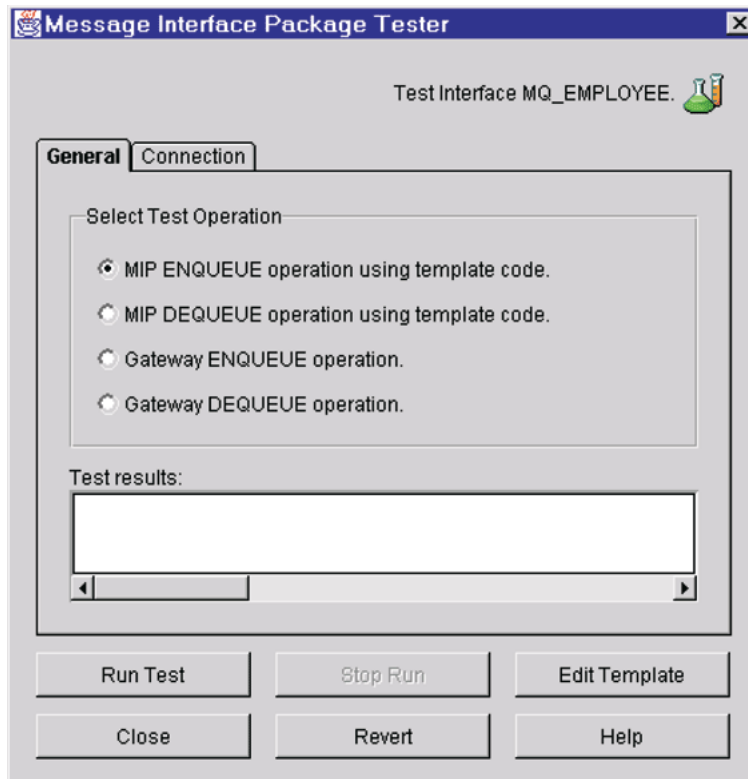 Message Interface Package Tester
Test Interface MQ_EMPLOYEE.
General Connection
Select Test Operation
MIP ENQUEUE operation using template code.
MIP DEQUEUE operation using template code.
Gateway ENQUEUE operation.
Gateway DEQUEUE operation.
Test results:
Run Test Stop Run Edit Template
Close Revert Help